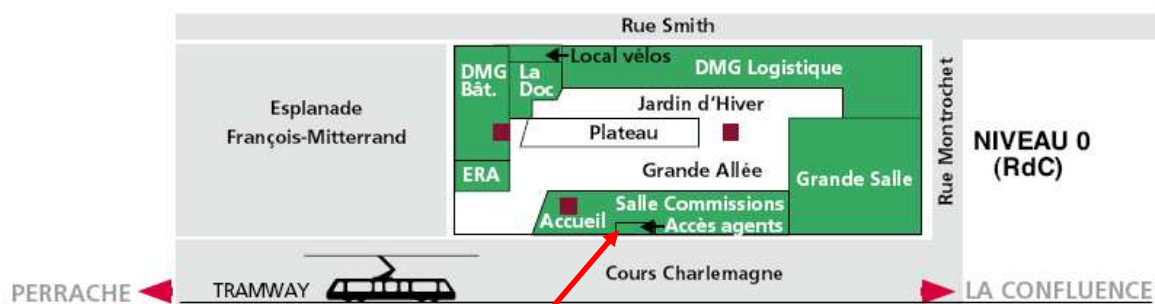 Rue Smith
Local vélos
DMG
Bât.
La
Doc
DMG Logistique
Esplanade
François-Mitterrand
Jardin d'Hiver
Plateau
Rue Montrochet
NIVEAU 0
(RdC)
ERA
Grande Allée
Grande Salle
Salle Commissions
Accueil
Accès agents
Cours Charlemagne
PERRACHE
TRAMWAY
LA CONFLUENCE